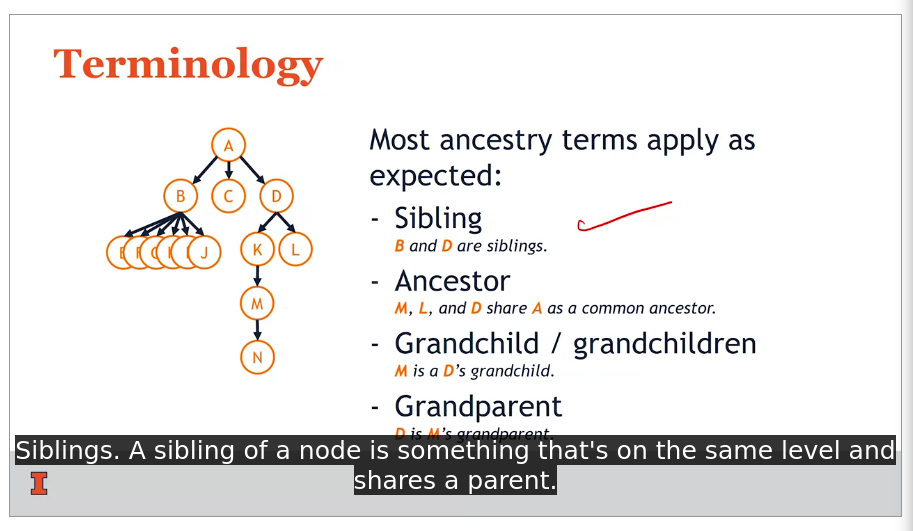 Terminology
A
B
C
D
J
K
L
M
N
Most ancestry terms apply as
expected:
- Sibling
B and D are siblings.
- Ancestor
M, L, and D share A as a common ancestor.
- Grandchild / grandchildren
M is a D's grandchild.
- Grandparent
D is M's grandparent.
Siblings. A sibling of a node is something that's on the same level and
shares a parent.